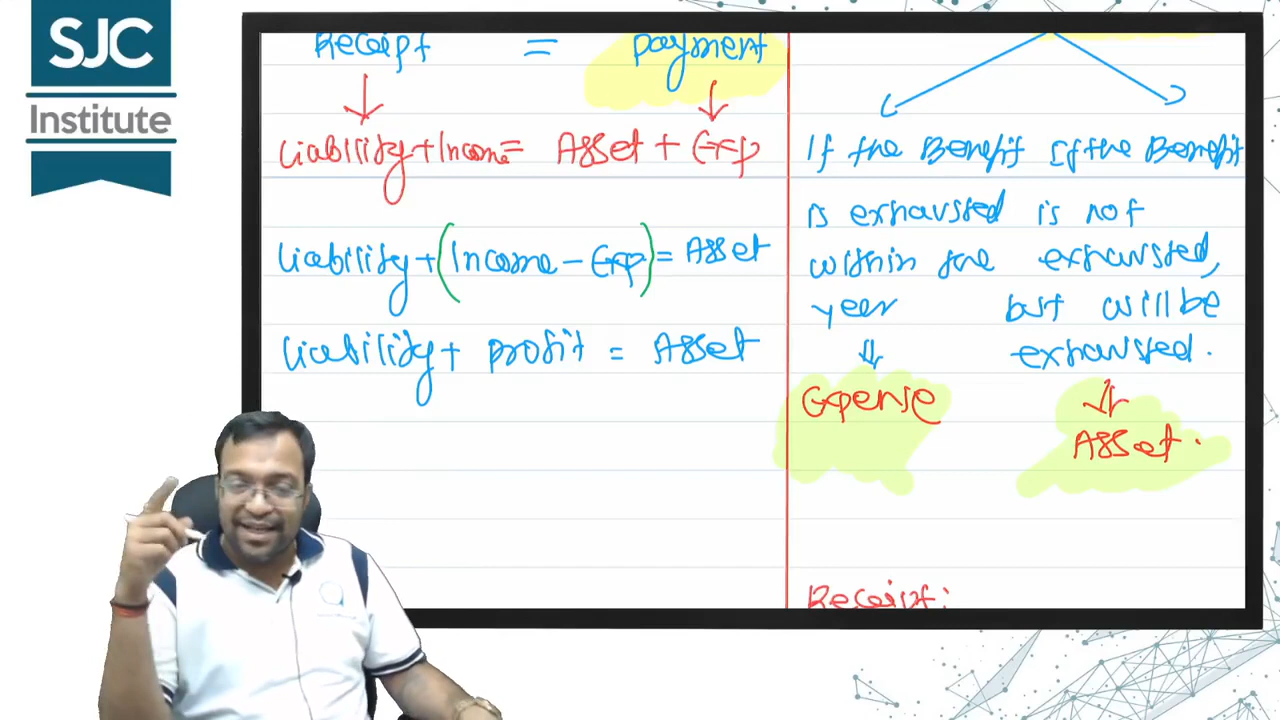 SJC
Institute
Receipt = payment
Liability + Income = Asset + Exp
Liability + (Income - Exp) = Asset
Liability + profit = Asset
If the Benefit
is exhausted
within the
year
Expense
If the Benefit
is not
exhausted,
but will be
exhausted.
Asset.
Receipt: